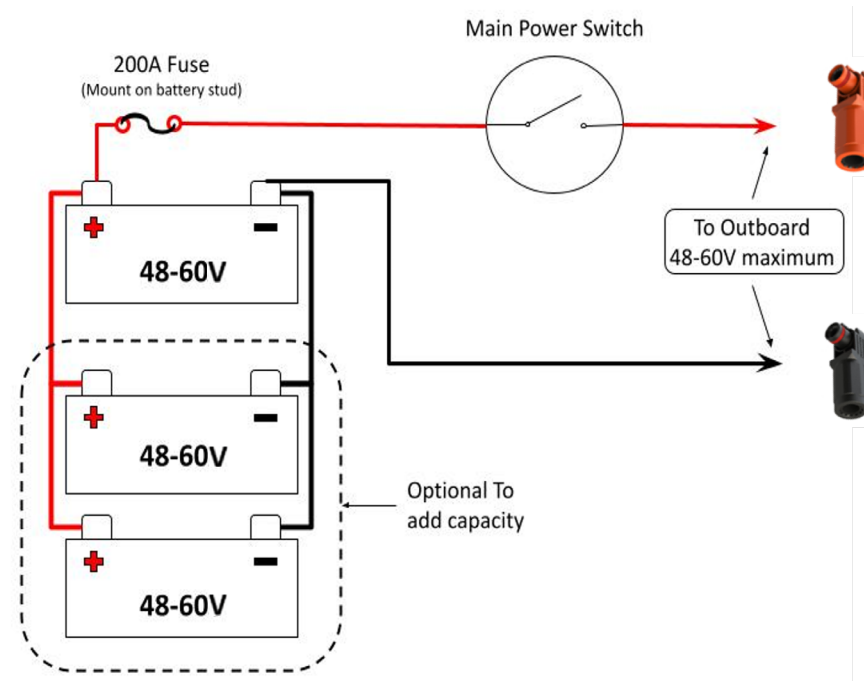 Main Power Switch
200A Fuse
(Mount on battery stud)
+ -
48-60V
To Outboard
48-60V maximum
+ -
48-60V
Optional To
add capacity
+ -
48-60V